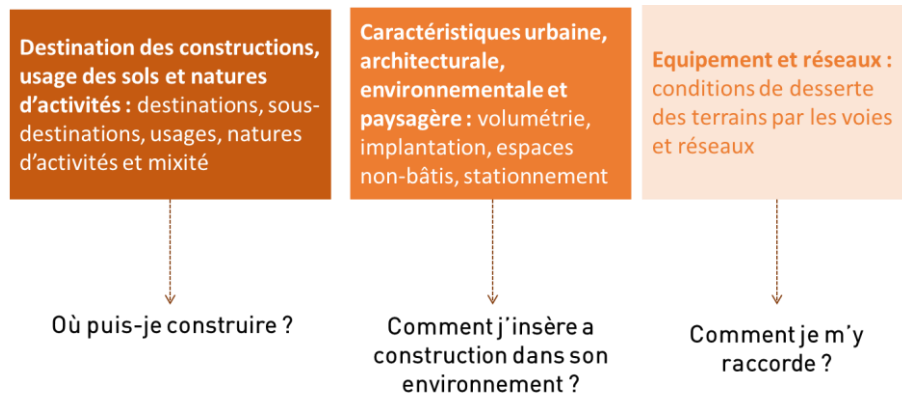 Destination des constructions,
usage des sols et natures
d'activités : destinations, sous-
destinations, usages, natures
d'activités et mixité
Caractéristiques urbaine,
architecturale,
environnementale et
paysagère : volumétrie,
implantation, espaces
non-bâtis, stationnement
Equipement et réseaux :
conditions de desserte
des terrains par les voies
et réseaux
Où puis-je construire ?
Comment j'insère a
construction dans son
environnement ?
Comment je m'y
raccorde ?